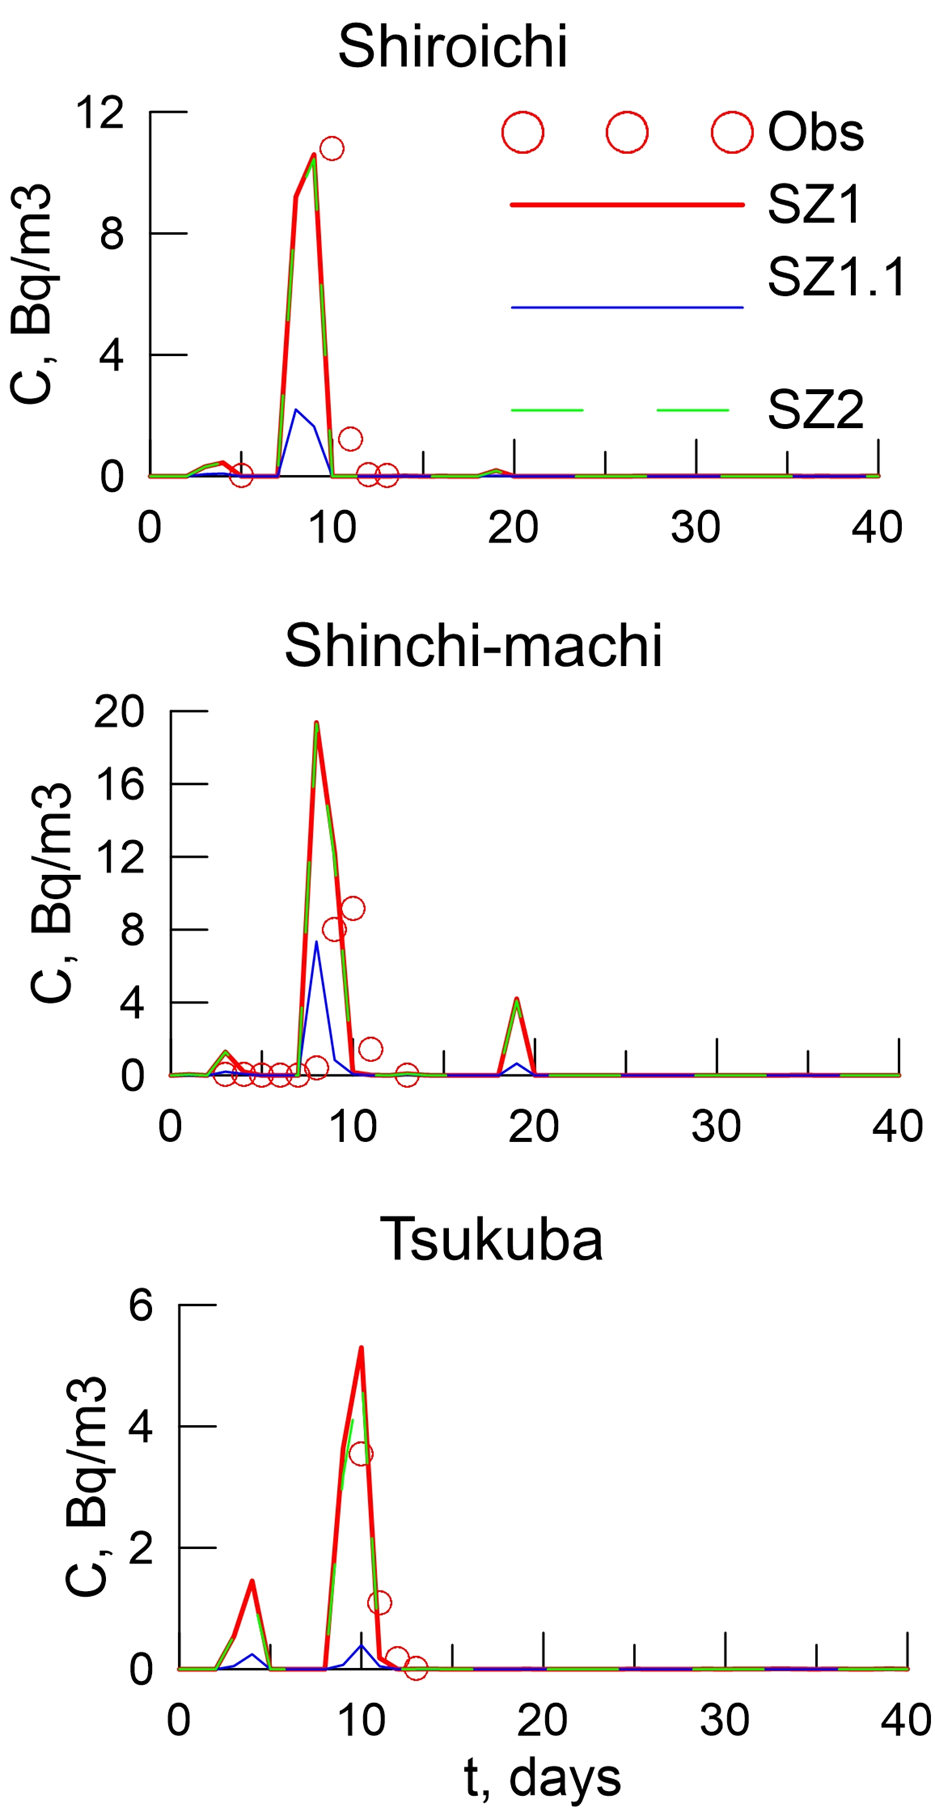 Shiroichi
12
Obs
SZ1
8
SZ1.1
C, Bq/m3
4
SZ2
0
0 10 20 30 40
Shinchi-machi
20
16
12
C, Bq/m3
8
4
0
0 10 20 30 40
Tsukuba
6
4
C, Bq/m3
2
0
0 10 20 30 40
t, days